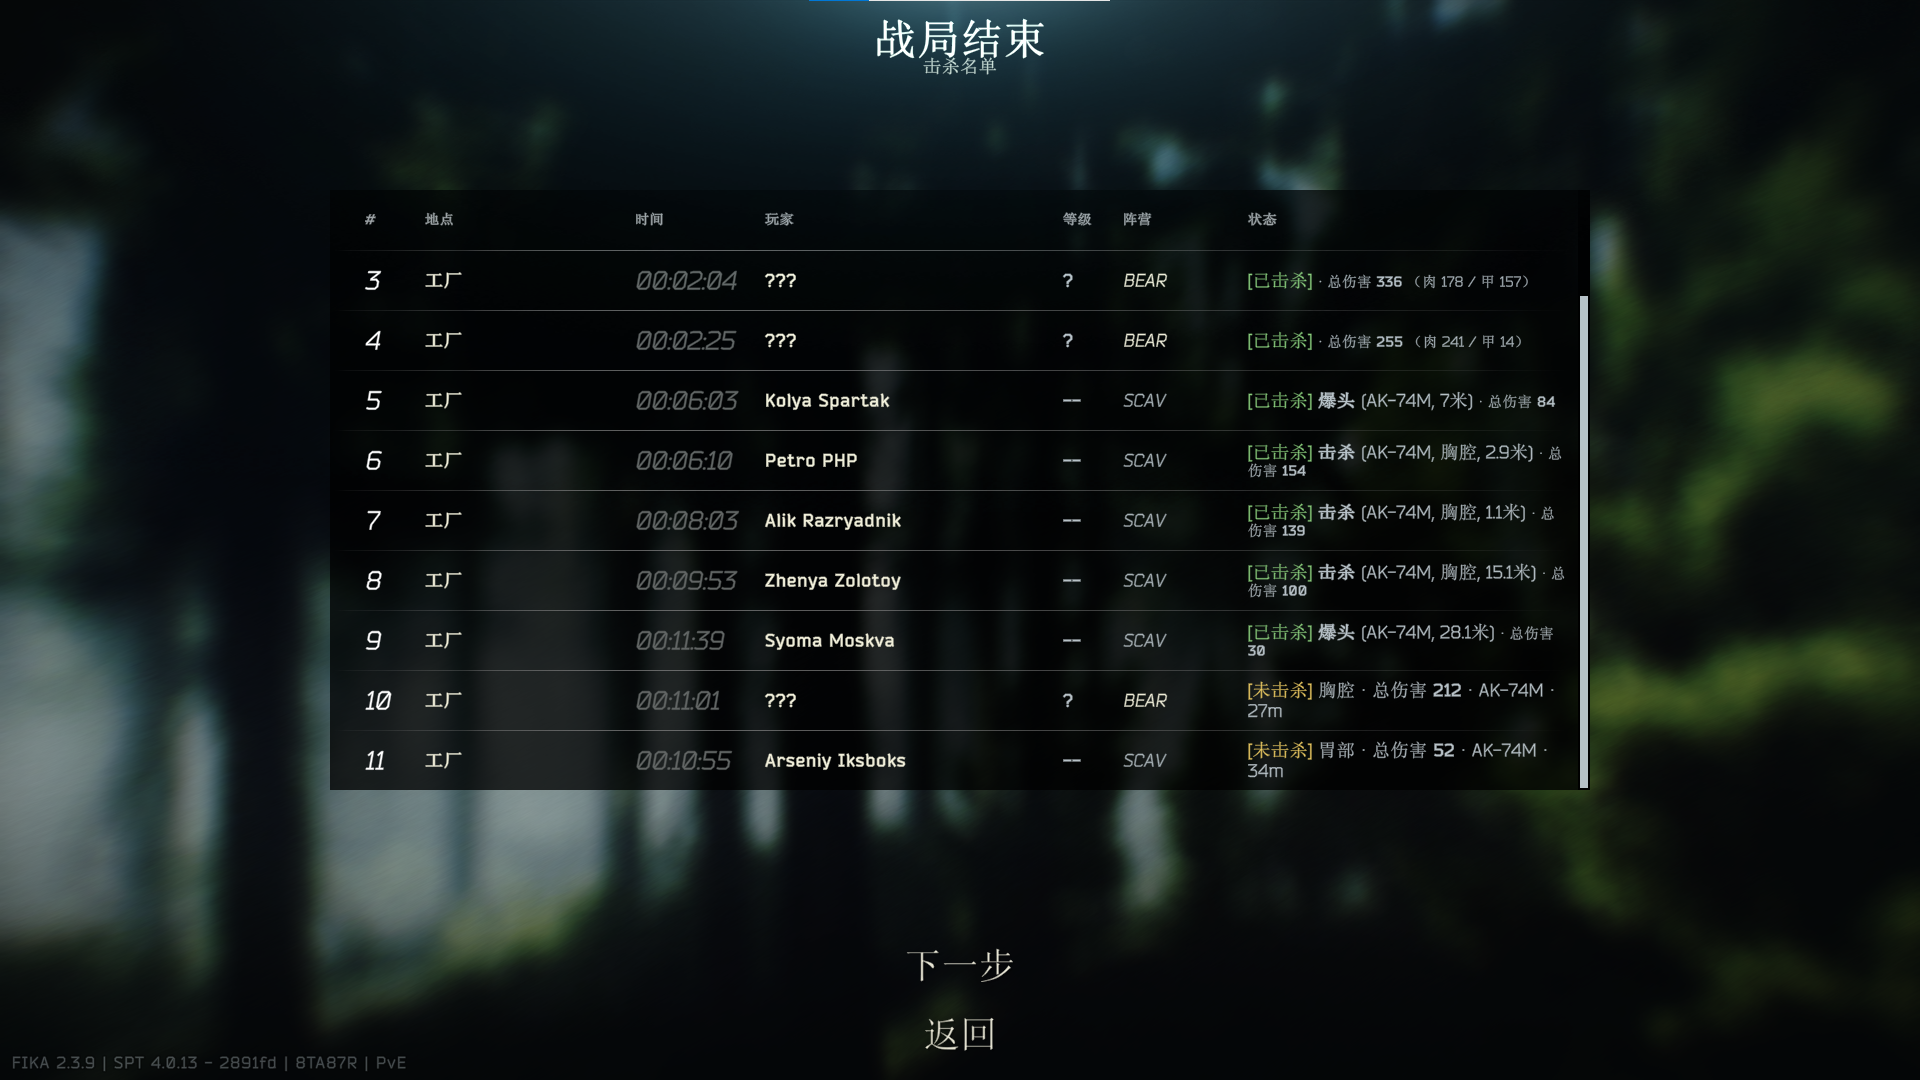 战局结束
击杀名单
# 地点 时间 玩家 等级 阵营 状态
3 工厂 00:02:04 ??? ? BEAR [已击杀] · 总伤害 336 （肉 178 / 甲 157）
4 工厂 00:02:25 ??? ? BEAR [已击杀] · 总伤害 255 （肉 241 / 甲 14）
5 工厂 00:06:03 Kolya Spartak -- SCAV [已击杀] 爆头 (AK-74M, 7米) · 总伤害 84
6 工厂 00:06:10 Petro PHP -- SCAV [已击杀] 击杀 (AK-74M, 胸腔, 2.9米) · 总
伤害 154
7 工厂 00:08:03 Alik Razryadnik -- SCAV [已击杀] 击杀 (AK-74M, 胸腔, 1.1米) · 总
伤害 139
8 工厂 00:09:53 Zhenya Zolotoy -- SCAV [已击杀] 击杀 (AK-74M, 胸腔, 15.1米) · 总
伤害 100
9 工厂 00:11:39 Syoma Moskva -- SCAV [已击杀] 爆头 (AK-74M, 28.1米) · 总伤害
30
10 工厂 00:11:01 ??? ? BEAR [未击杀] 胸腔 · 总伤害 212 · AK-74M ·
27m
11 工厂 00:10:55 Arseniy Iksboks -- SCAV [未击杀] 胃部 · 总伤害 52 · AK-74M ·
34m
下一步
返回
FIKA 2.3.9 | SPT 4.0.13 - 2891fd | 8TA87R | PvE